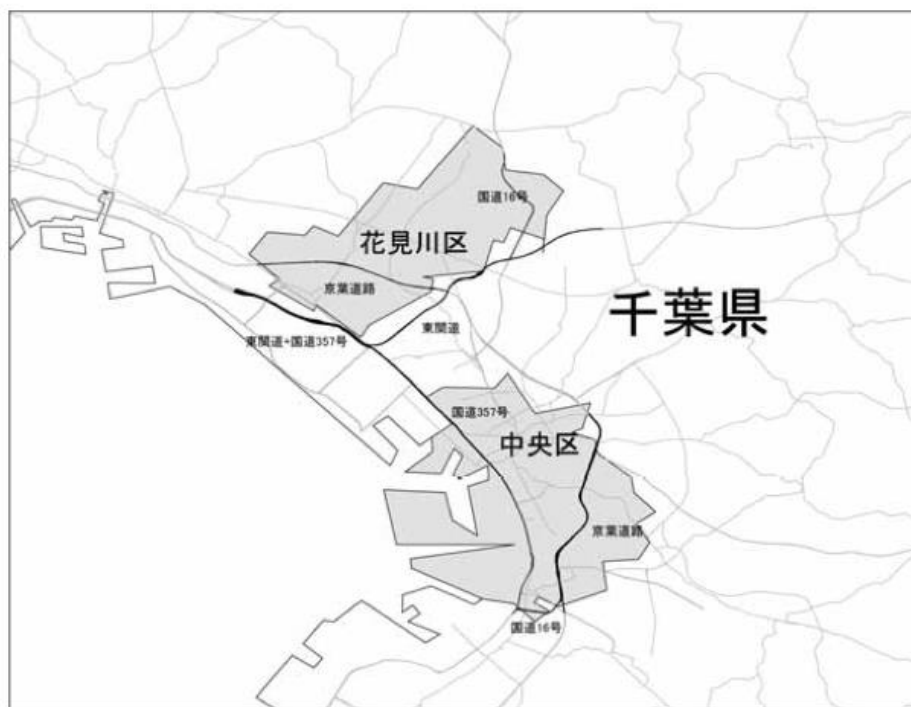 国道16号
花見川区
京葉道路
千葉県
東関道
東関道+国道357号
国道357号
中央区
京葉道路
国道16号